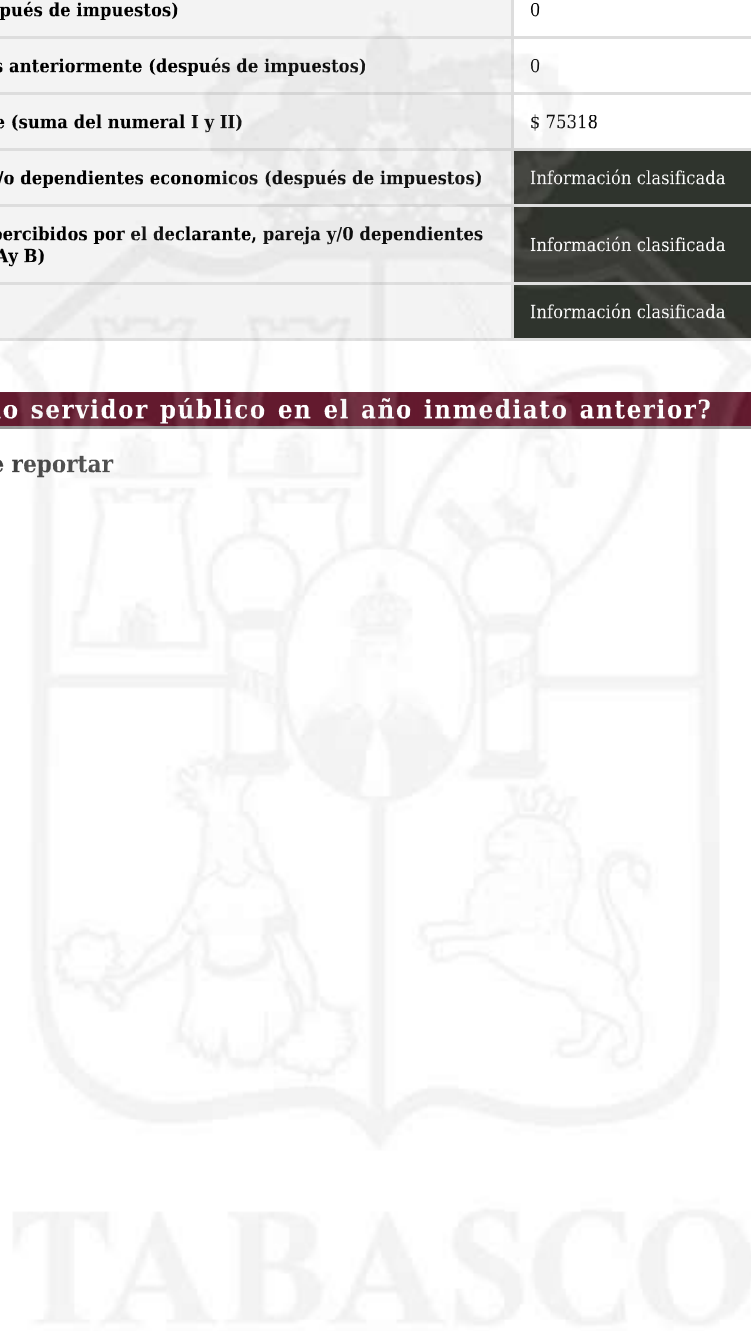 pués de impuestos)
0
s anteriormente (después de impuestos)
0
e (suma del numeral I y II)
$ 75318
/o dependientes economicos (después de impuestos)
Información clasificada
percibidos por el declarante, pareja y/0 dependientes
Ay B)
Información clasificada
Información clasificada
lo servidor público en el año inmediato anterior?
e reportar
TABASCO